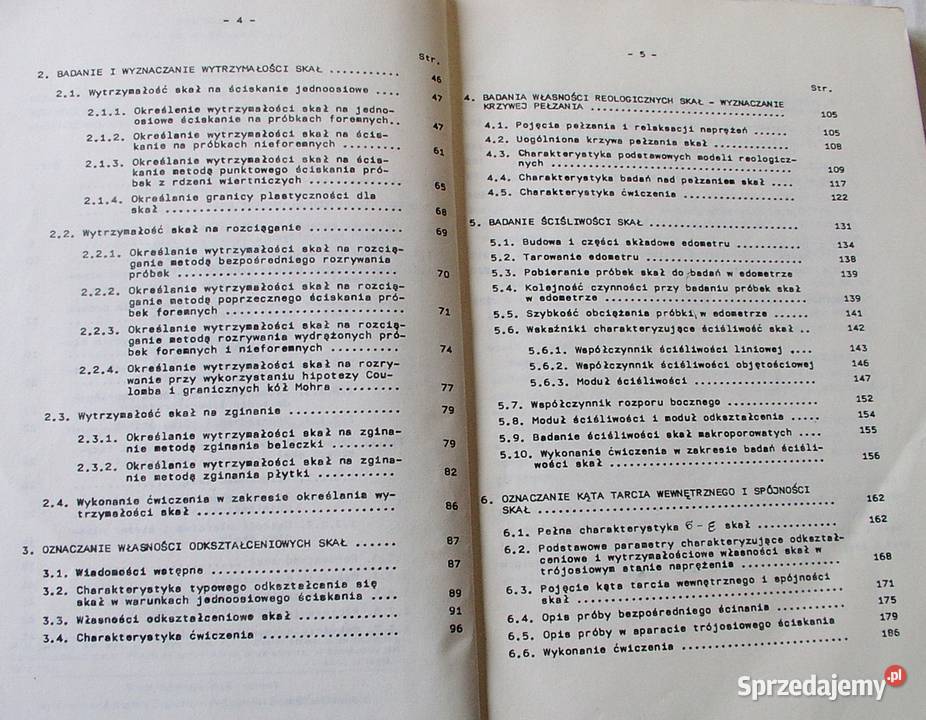 - 4 -
Str.
2. BADANIE I WYZNACZANIE WYTRZYMAŁOŚCI SKAŁ ........... 46
2.1. Wytrzymałość skał na ściskanie jednoosiowe .... 47
2.1.1. Określenie wytrzymałości skał na jedno-
osiowe ściskanie na próbkach foremnych.. 47
2.1.2. Określenie wytrzymałości skał na ścis-
kanie na próbkach nieforemnych ......... 61
2.1.3. Określenie wytrzymałości skał na ścis-
kanie metodą punktowego ściskania pró-
bek z rdzeni wiertniczych .............. 65
2.1.4. Określenie granicy plastyczności dla
skał ................................... 68
2.2. Wytrzymałość skał na rozciąganie .............. 69
2.2.1. Określanie wytrzymałości skał na rozcią-
ganie metodą bezpośredniego rozrywania
próbek ................................. 70
2.2.2. Określanie wytrzymałości skał na rozcią-
ganie metodą poprzecznego ściskania pró-
bek foremnych .......................... 71
2.2.3. Określanie wytrzymałości skał na rozcią-
ganie metodą rozrywania wydrążonych pró-
bek foremnych i nieforemnych ........... 74
2.2.4. Określanie wytrzymałości skał na rozry-
wanie przy wykorzystaniu hipotezy Cou-
lomba i granicznych kół Mohra .......... 77
2.3. Wytrzymałość skał na zginanie ................. 79
2.3.1. Określanie wytrzymałości skał na zgina-
nie metodą zginania beleczki ........... 79
2.3.2. Określanie wytrzymałości skał na zgina-
nie metodą zginania płytki ............. 82
2.4. Wykonanie ćwiczenia w zakresie określania wy-
trzymałości skał .............................. 86
3. OZNACZANIE WŁASNOŚCI ODKSZTAŁCENIOWYCH SKAŁ ....... 87
3.1. Wiadomości wstępne ............................ 87
3.2. Charakterystyka typowego odkształcania się
skał w warunkach jednoosiowego ściskania .... 89
3.3. Własności odkształceniowe skał ................ 91
3.4. Charakterystyka ćwiczenia ..................... 96
- 5 -
Str.
4. BADANIA WŁASNOŚCI REOLOGICZNYCH SKAŁ - WYZNACZANIE
KRZYWEJ PEŁZANIA .................................. 105
4.1. Pojęcia pełzania i relaksacji naprężeń ...... 105
4.2. Uogólniona krzywa pełzania skał ............. 108
4.3. Charakterystyka podstawowych modeli reologicz-
nych ........................................ 109
4.4. Charakterystyka badań nad pełzaniem skał .... 117
4.5. Charakterystyka ćwiczenia ................... 122
5. BADANIE ŚCIŚLIWOŚCI SKAŁ .......................... 131
5.1. Budowa i części składowe edometru ........... 134
5.2. Tarowanie edometru .......................... 138
5.3. Pobieranie próbek skał do badań w edometrze 139
5.4. Kolejność czynności przy badaniu próbek skał
w edometrze ................................. 139
5.5. Szybkość obciążania próbki w edometrze ...... 141
5.6. Wskaźniki charakteryzujące ściśliwość skał .. 142
5.6.1. Współczynnik ściśliwości liniowej .... 143
5.6.2. Współczynnik ściśliwości objętościowej 146
5.6.3. Moduł ściśliwości .................... 147
5.7. Współczynnik rozporu bocznego ............... 152
5.8. Moduł ściśliwości i moduł odkształcenia ..... 154
5.9. Badanie ściśliwości skał makroporowatych .... 155
5.10. Wykonanie ćwiczenia w zakresie badań ściśli-
wości skał ................................. 156
6. OZNACZANIE KĄTA TARCIA WEWNĘTRZNEGO I SPÓJNOŚCI
SKAŁ .............................................. 162
6.1. Pełna charakterystyka σ - ε skał ............ 162
6.2. Podstawowe parametry charakteryzujące odkształ-
ceniowe i wytrzymałościowe własności skał w
trójosiowym stanie naprężenia ............... 168
6.3. Pojęcie kąta tarcia wewnętrznego i spójności
skał ........................................ 171
6.4. Opis próby bezpośredniego ścinania .......... 175
6.5. Opis próby w aparacie trójosiowego ściskania 179
6.6. Wykonanie ćwiczenia ......................... 186
Sprzedajemy.pl